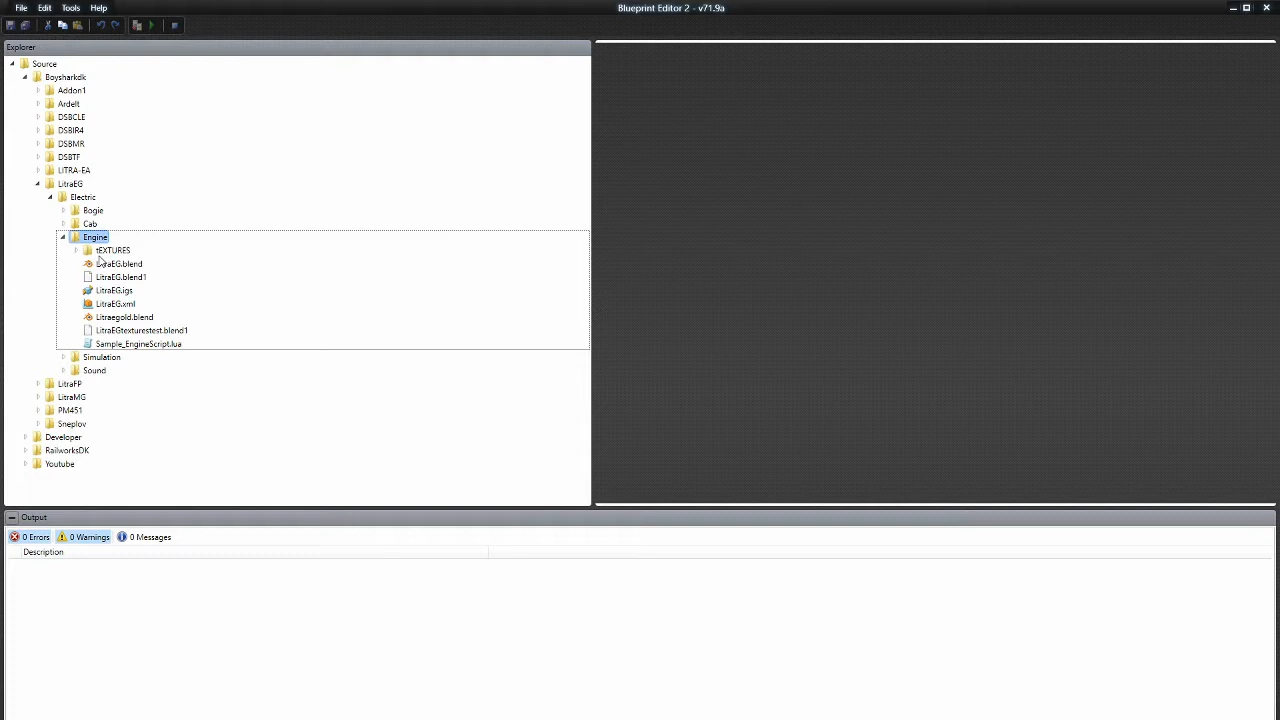 File Edit Tools Help
Blueprint Editor 2 - v71.9a
Explorer
Source
Boysharkdk
Addon1
Ardelt
DSBCLE
DSBIR4
DSBMR
DSBTF
LITRA-EA
LitraEG
Electric
Bogie
Cab
Engine
tEXTURES
LitraEG.blend
LitraEG.blend1
LitraEG.igs
LitraEG.xml
Litraegold.blend
LitraEGtexturestest.blend1
Sample_EngineScript.lua
Simulation
Sound
LitraFP
LitraMG
PM451
Sneplov
Developer
RailworksDK
Youtube
Output
0 Errors 0 Warnings 0 Messages
Description